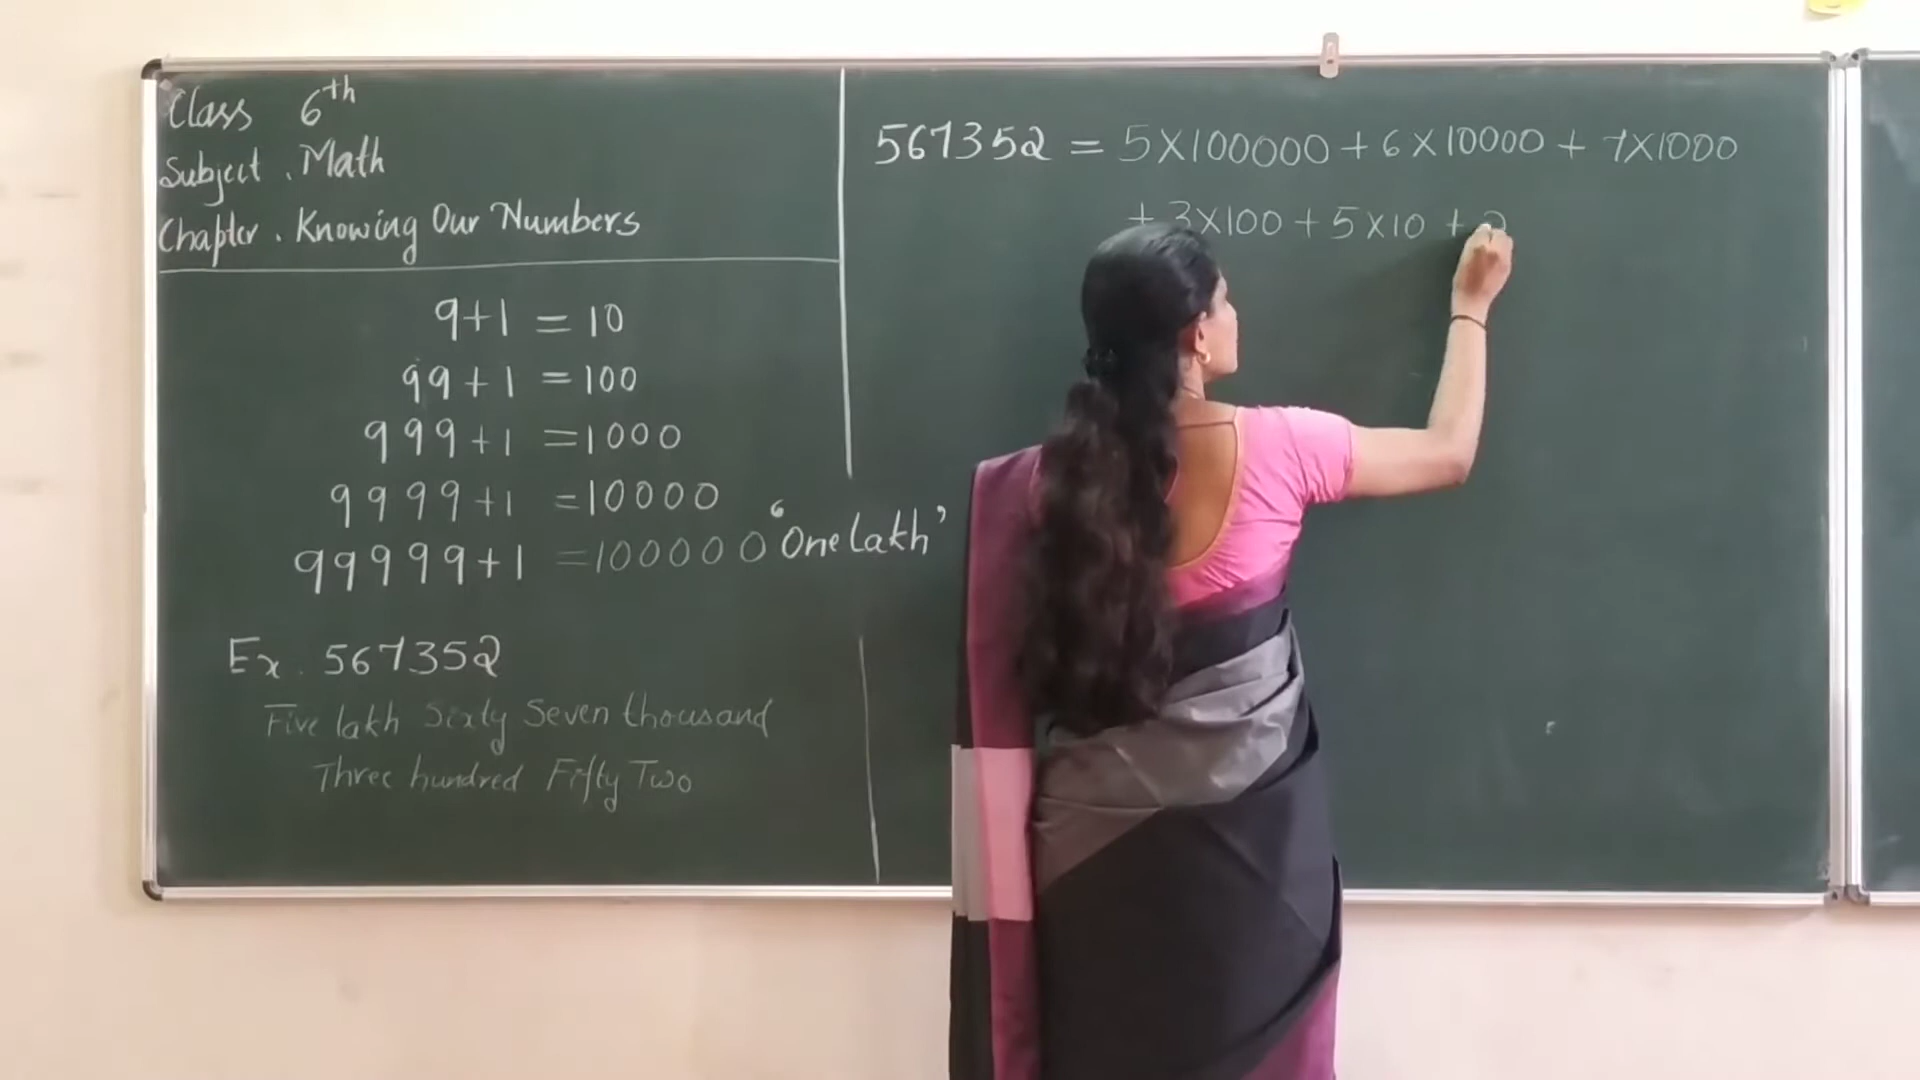 Class 6th
Subject . Math
Chapter . Knowing Our Numbers
9+1 = 10
99+1 = 100
999+1 = 1000
9999+1 = 10000
99999+1 = 100000 ‘One lakh’
Ex. 567352
Five lakh Sixty Seven thousand
Three hundred Fifty Two
567352 = 5X100000 + 6X10000 + 7X1000
+ 3X100 + 5X10 + 2